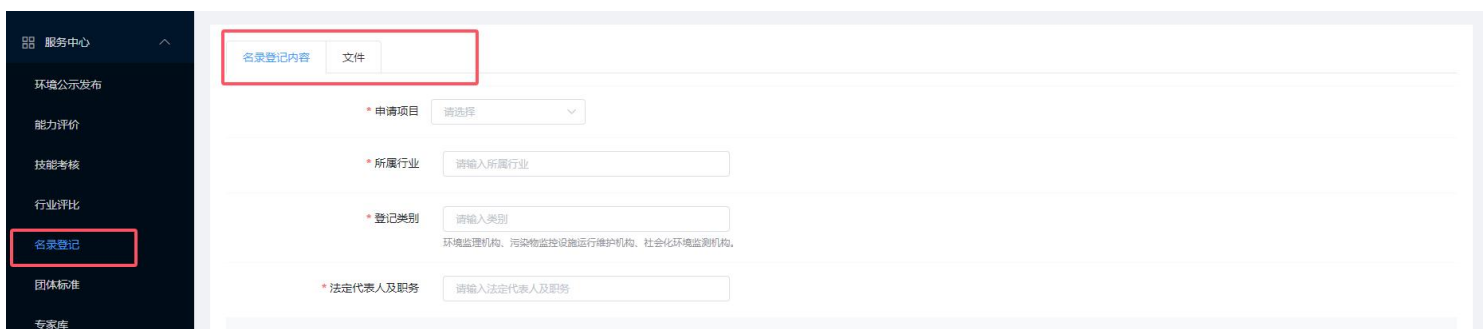 服务中心
环境公示发布
能力评价
技能考核
行业评比
名录登记
团体标准
专家库
名录登记内容 文件
* 申请项目 请选择
* 所属行业 请输入所属行业
* 登记类别 请输入类别
环境监理机构、污染物监控设施运行维护机构、社会化环境监测机构。
* 法定代表人及职务 请输入法定代表人及职务